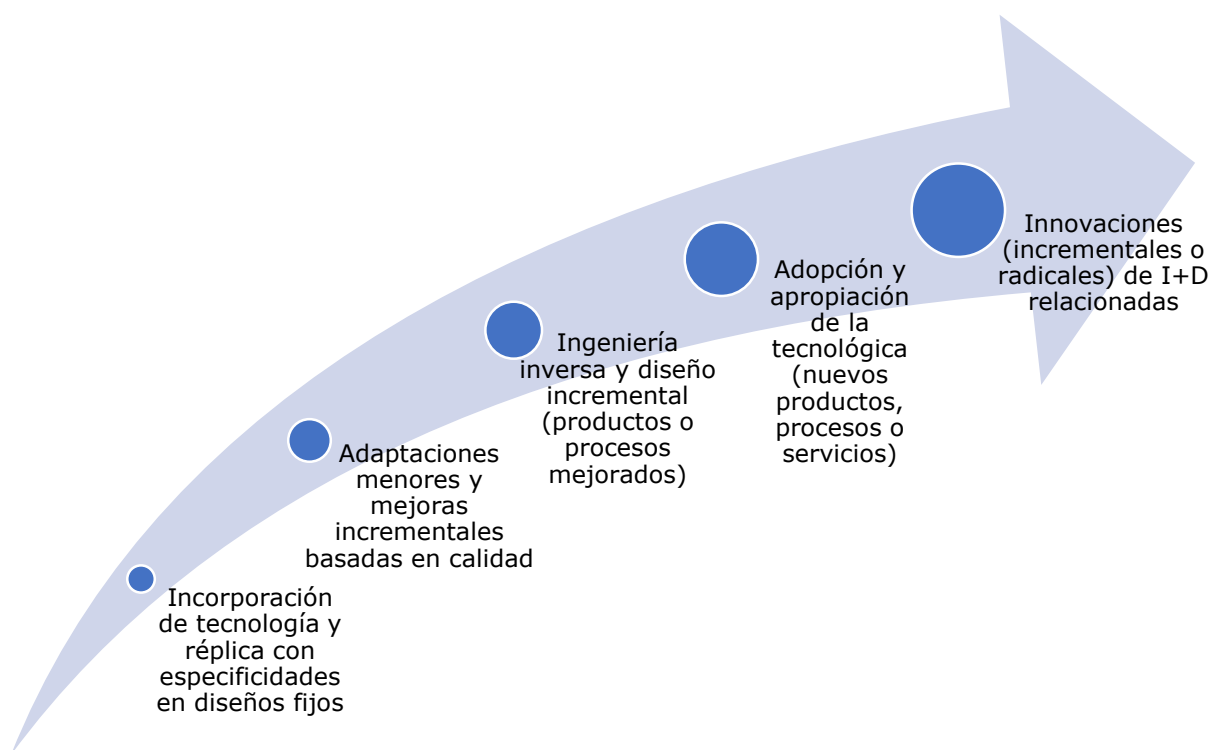 Incorporación
de tecnología y
réplica con
especificidades
en diseños fijos
Adaptaciones
menores y
mejoras
incrementales
basadas en calidad
Ingeniería
inversa y diseño
incremental
(productos o
procesos
mejorados)
Adopción y
apropiación
de la
tecnológica
(nuevos
productos,
procesos o
servicios)
Innovaciones
(incrementales o
radicales) de I+D
relacionadas